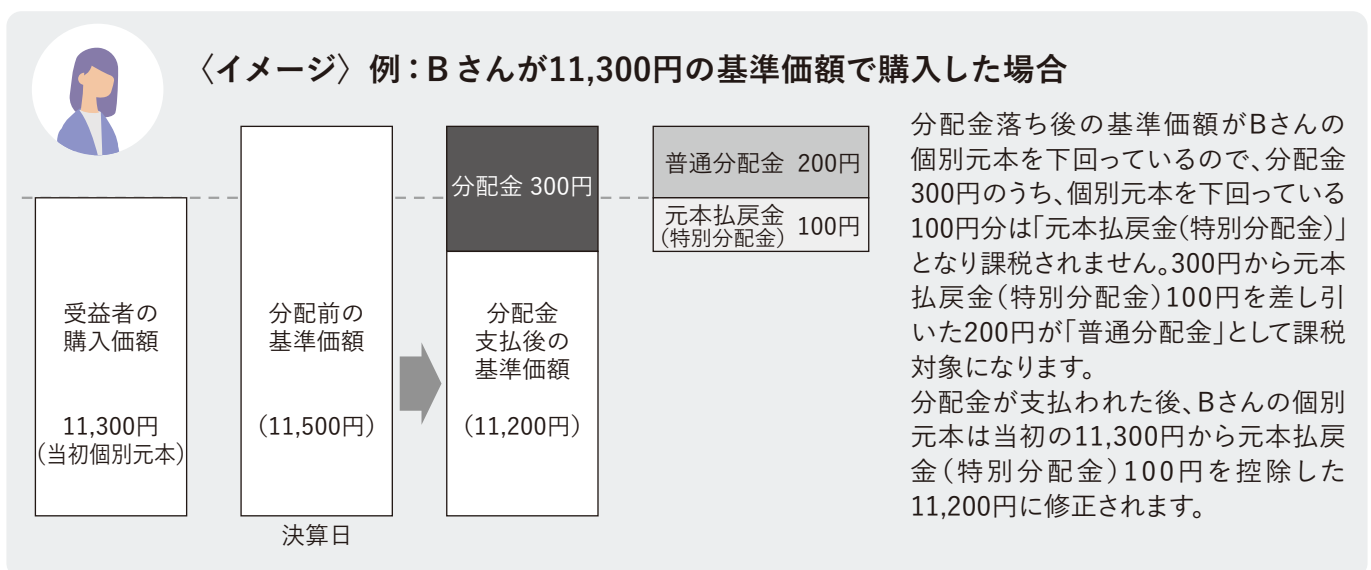 〈イメージ〉例：Bさんが11,300円の基準価額で購入した場合
受益者の
購入価額
11,300円
（当初個別元本）
分配前の
基準価額
（11,500円）
決算日
分配金 300円
分配金
支払後の
基準価額
（11,200円）
普通分配金 200円
元本払戻金
（特別分配金） 100円
分配金落ち後の基準価額がBさんの
個別元本を下回っているので、分配金
300円のうち、個別元本を下回っている
100円分は「元本払戻金（特別分配金）」
となり課税されません。300円から元本
払戻金（特別分配金）100円を差し引
いた200円が「普通分配金」として課税
対象になります。
分配金が支払われた後、Bさんの個別
元本は当初の11,300円から元本払戻
金（特別分配金）100円を控除した
11,200円に修正されます。